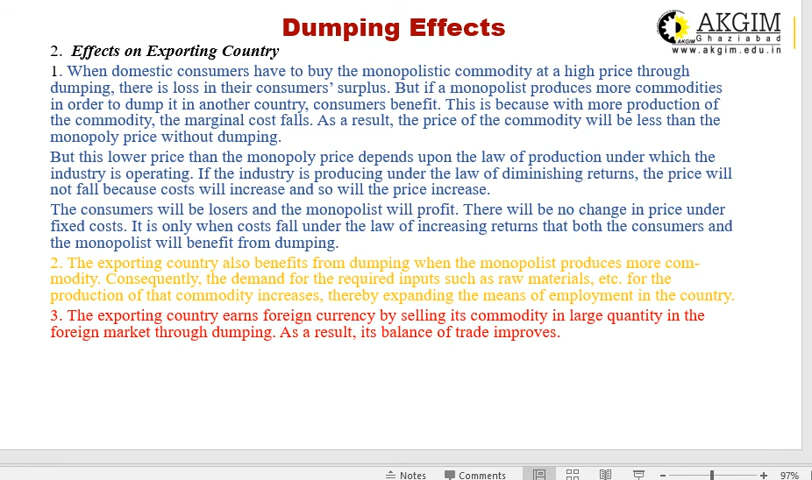 Dumping Effects
AKGIM
Ghaziabad
AKGIM
www.akgim.edu.in
2. Effects on Exporting Country
1. When domestic consumers have to buy the monopolistic commodity at a high price through
dumping, there is loss in their consumers' surplus. But if a monopolist produces more commodities
in order to dump it in another country, consumers benefit. This is because with more production of
the commodity, the marginal cost falls. As a result, the price of the commodity will be less than the
monopoly price without dumping.
But this lower price than the monopoly price depends upon the law of production under which the
industry is operating. If the industry is producing under the law of diminishing returns, the price will
not fall because costs will increase and so will the price increase.
The consumers will be losers and the monopolist will profit. There will be no change in price under
fixed costs. It is only when costs fall under the law of increasing returns that both the consumers and
the monopolist will benefit from dumping.
2. The exporting country also benefits from dumping when the monopolist produces more com-
modity. Consequently, the demand for the required inputs such as raw materials, etc. for the
production of that commodity increases, thereby expanding the means of employment in the country.
3. The exporting country earns foreign currency by selling its commodity in large quantity in the
foreign market through dumping. As a result, its balance of trade improves.
Notes Comments 97%